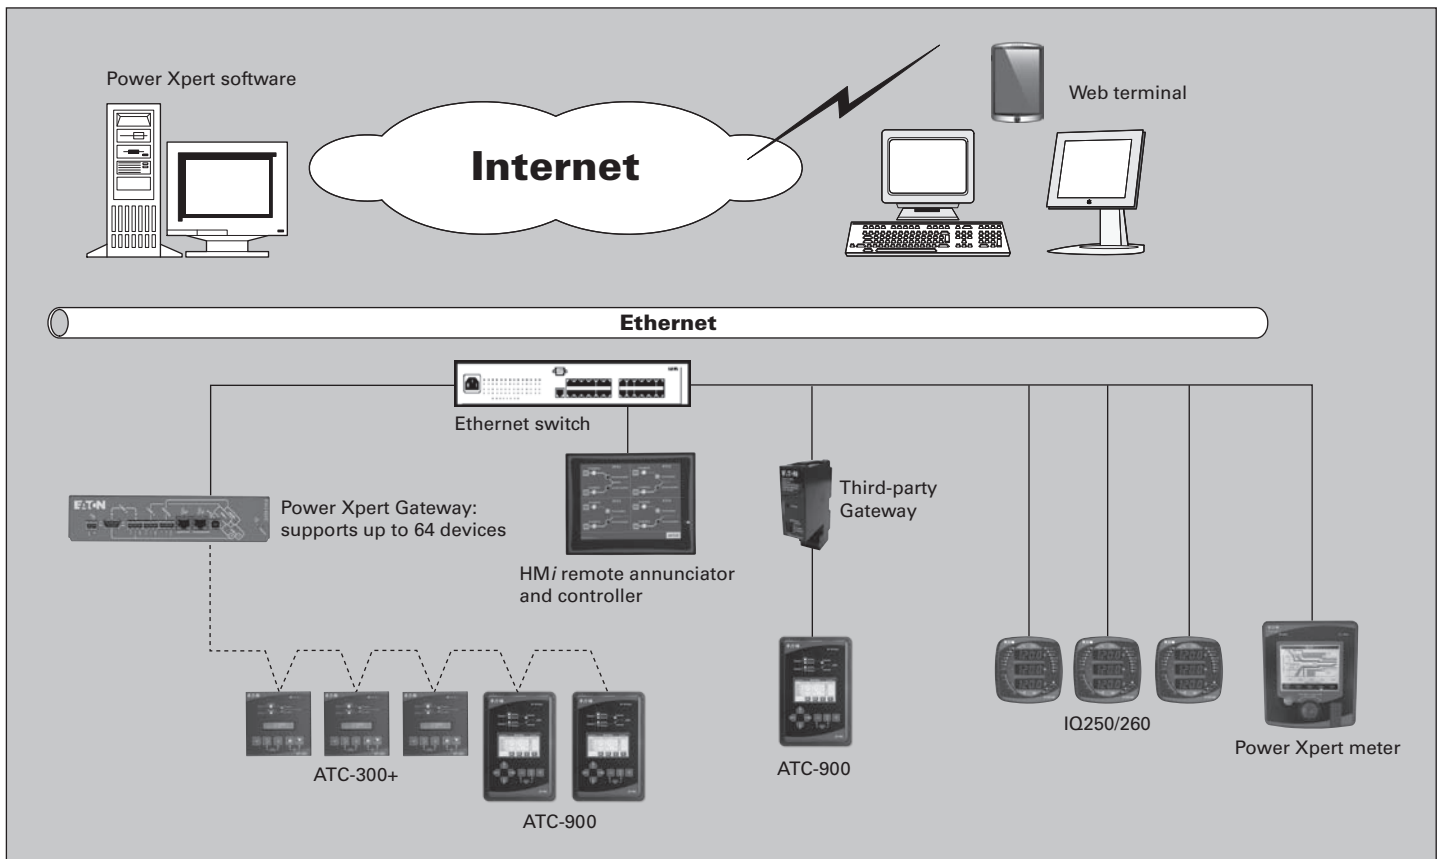 Power Xpert software
Internet
Web terminal
Ethernet
Ethernet switch
EATON
Power Xpert Gateway:
supports up to 64 devices
HMi remote annunciator
and controller
Third-party
Gateway
ATC-300+
ATC-900
ATC-900
IQ250/260
Power Xpert meter